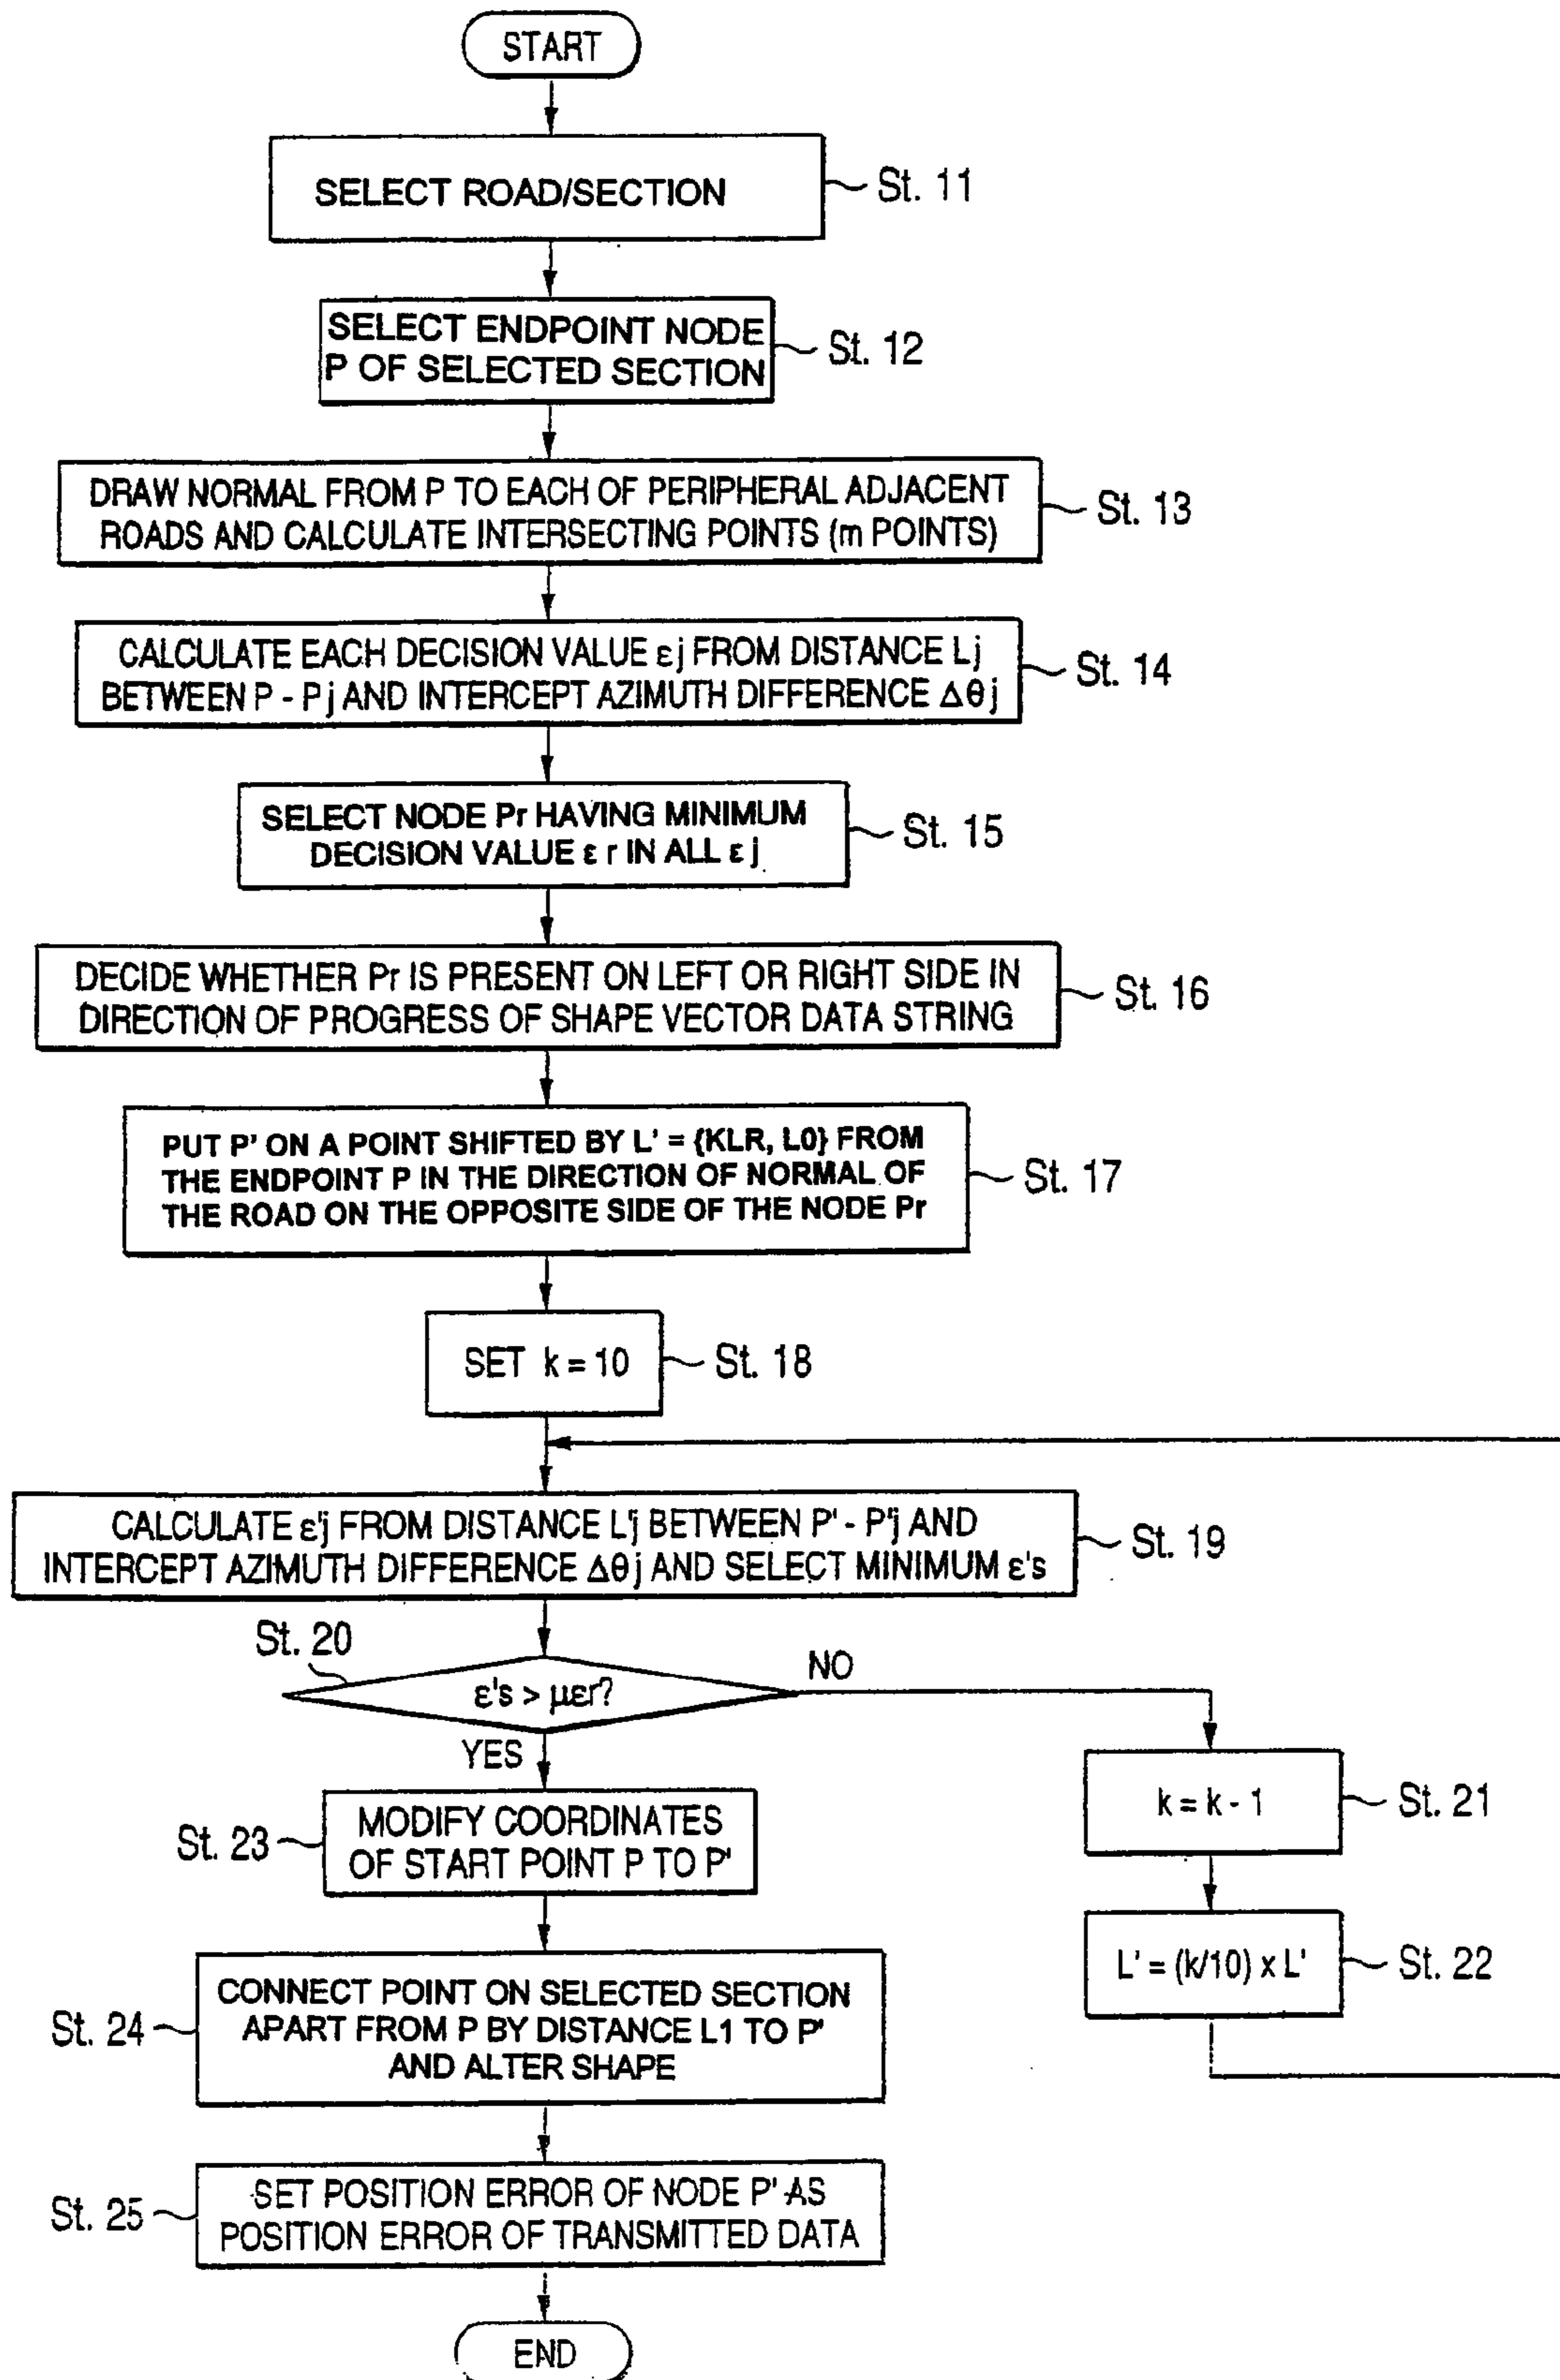 START
SELECT ROAD/SECTION
St. 11
SELECT ENDPOINT NODE
P OF SELECTED SECTION
St. 12
DRAW NORMAL FROM P TO EACH OF PERIPHERAL ADJACENT
ROADS AND CALCULATE INTERSECTING POINTS (m POINTS)
St. 13
CALCULATE EACH DECISION VALUE εj FROM DISTANCE Lj
BETWEEN P - Pj AND INTERCEPT AZIMUTH DIFFERENCE Δθj
St. 14
SELECT NODE Pr HAVING MINIMUM
DECISION VALUE εr IN ALL εj
St. 15
DECIDE WHETHER Pr IS PRESENT ON LEFT OR RIGHT SIDE IN
DIRECTION OF PROGRESS OF SHAPE VECTOR DATA STRING
St. 16
PUT P' ON A POINT SHIFTED BY L' = {KLR, L0} FROM
THE ENDPOINT P IN THE DIRECTION OF NORMAL OF
THE ROAD ON THE OPPOSITE SIDE OF THE NODE Pr
St. 17
SET k = 10
St. 18
CALCULATE ε'j FROM DISTANCE L'j BETWEEN P' - P'j AND
INTERCEPT AZIMUTH DIFFERENCE Δθj AND SELECT MINIMUM ε's
St. 19
St. 20
ε's > μεr?
NO
YES
k = k - 1
St. 21
L' = (k/10) x L'
St. 22
MODIFY COORDINATES
OF START POINT P TO P'
St. 23
CONNECT POINT ON SELECTED SECTION
APART FROM P BY DISTANCE L1 TO P'
AND ALTER SHAPE
St. 24
SET POSITION ERROR OF NODE P' AS
POSITION ERROR OF TRANSMITTED DATA
St. 25
END